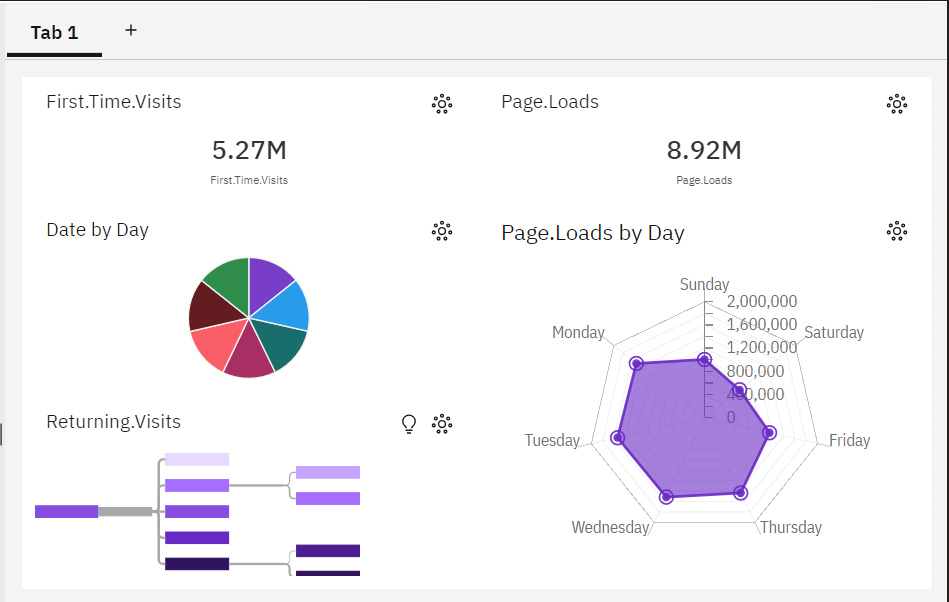 Tab 1 +
First.Time.Visits
5.27M
First.Time.Visits
Page.Loads
8.92M
Page.Loads
Date by Day
Page.Loads by Day
Sunday
2,000,000
1,600,000
1,200,000
800,000
400,000
0
Monday
Saturday
Tuesday
Friday
Wednesday
Thursday
Returning.Visits